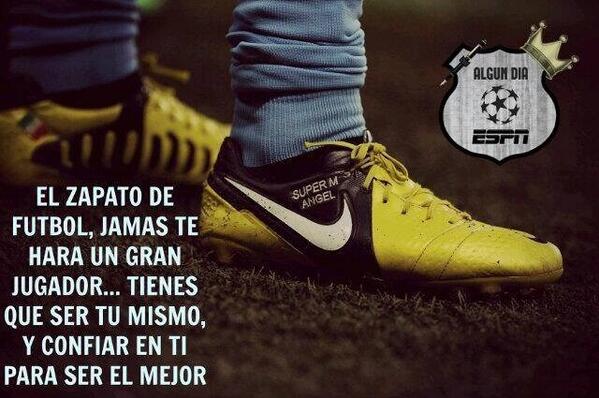 ALGUN DIA
ESPN
SUPER M
ANGEL
EL ZAPATO DE
FUTBOL, JAMAS TE
HARA UN GRAN
JUGADOR... TIENES
QUE SER TU MISMO,
Y CONFIAR EN TI
PARA SER EL MEJOR